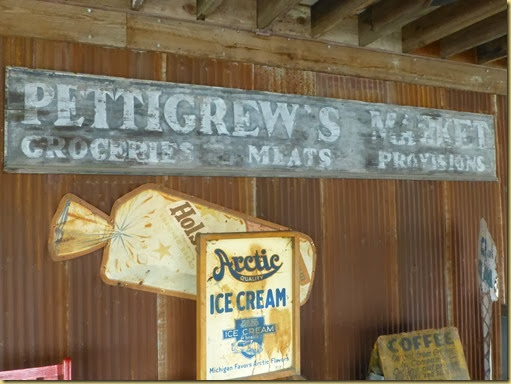 PETTIGREW'S MARKET
GROCERIES MEATS PROVISIONS
Hols
Arctic
QUALITY
ICE CREAM
ICE CREAM
Michigan Favors Arctic Flavors
COFFEE